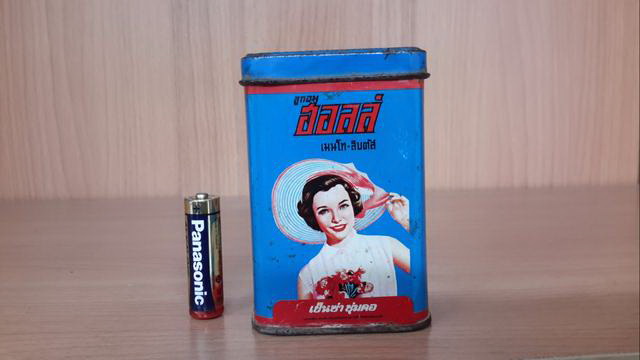 ลูกอม
ฮอลล์
เมนโท-ลิบตัส
เย็นซ่า ชุ่มคอ
Panasonic